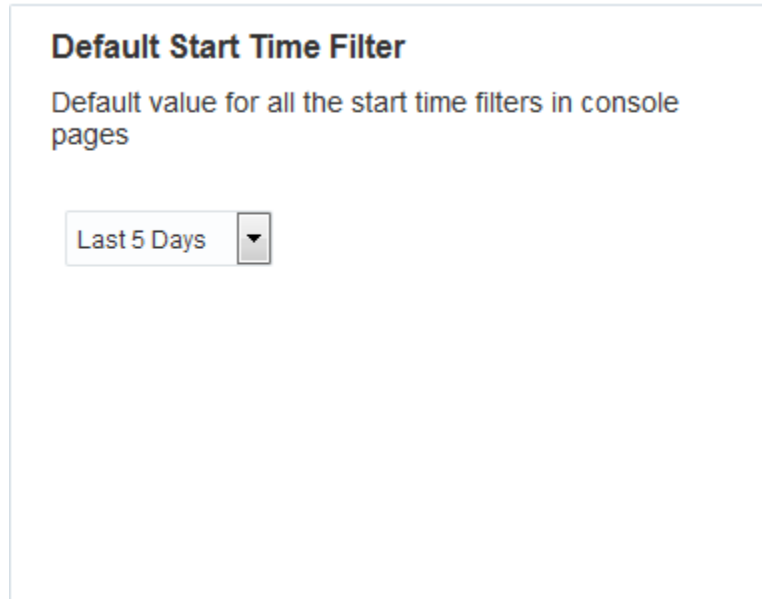 Default Start Time Filter
Default value for all the start time filters in console
pages
Last 5 Days